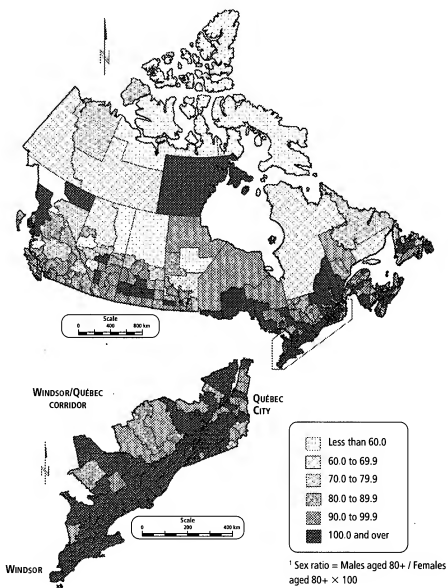 Scale
0 400 800 km
WINDSOR/QUÉBEC
CORRIDOR
QUÉBEC
CITY
Less than 60.0
60.0 to 69.9
70.0 to 79.9
80.0 to 89.9
90.0 to 99.9
100.0 and over
Scale
0 200 400 km
WINDSOR
¹ Sex ratio = Males aged 80+ / Females
aged 80+ × 100